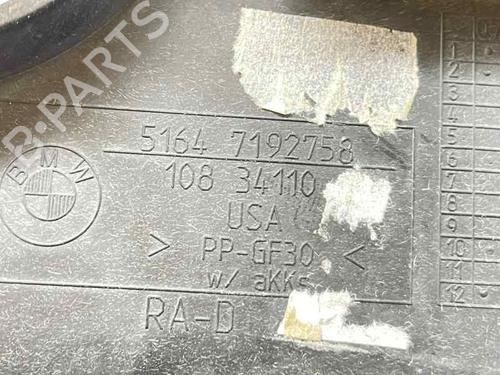 5164 7192758
108 34110
USA
> PP-GF30 <
w/ aKKs
RA-D
BMW
B-PARTS
1
2
3
4
5
6
7
8
9
10
11
12